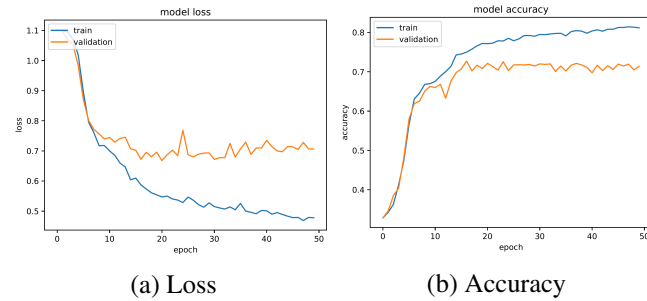 model loss
1.1
1.0
0.9
0.8
0.7
0.6
0.5
loss
train
validation
0 10 20 30 40 50
epoch
(a) Loss
model accuracy
0.8
0.7
0.6
0.5
0.4
accuracy
train
validation
0 10 20 30 40 50
epoch
(b) Accuracy